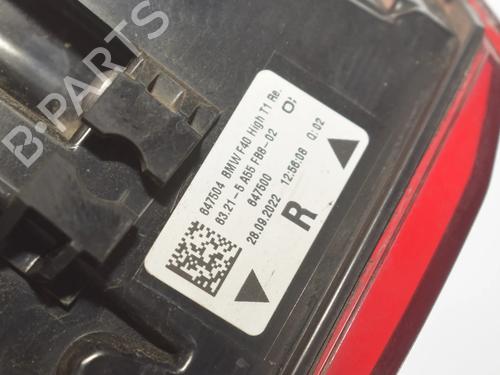 B-PARTS
647504 BMW F40 High T1 Re.
63.21-5 A55 FB8-02
647500
28.09.2022 12:56:08 0:02
R